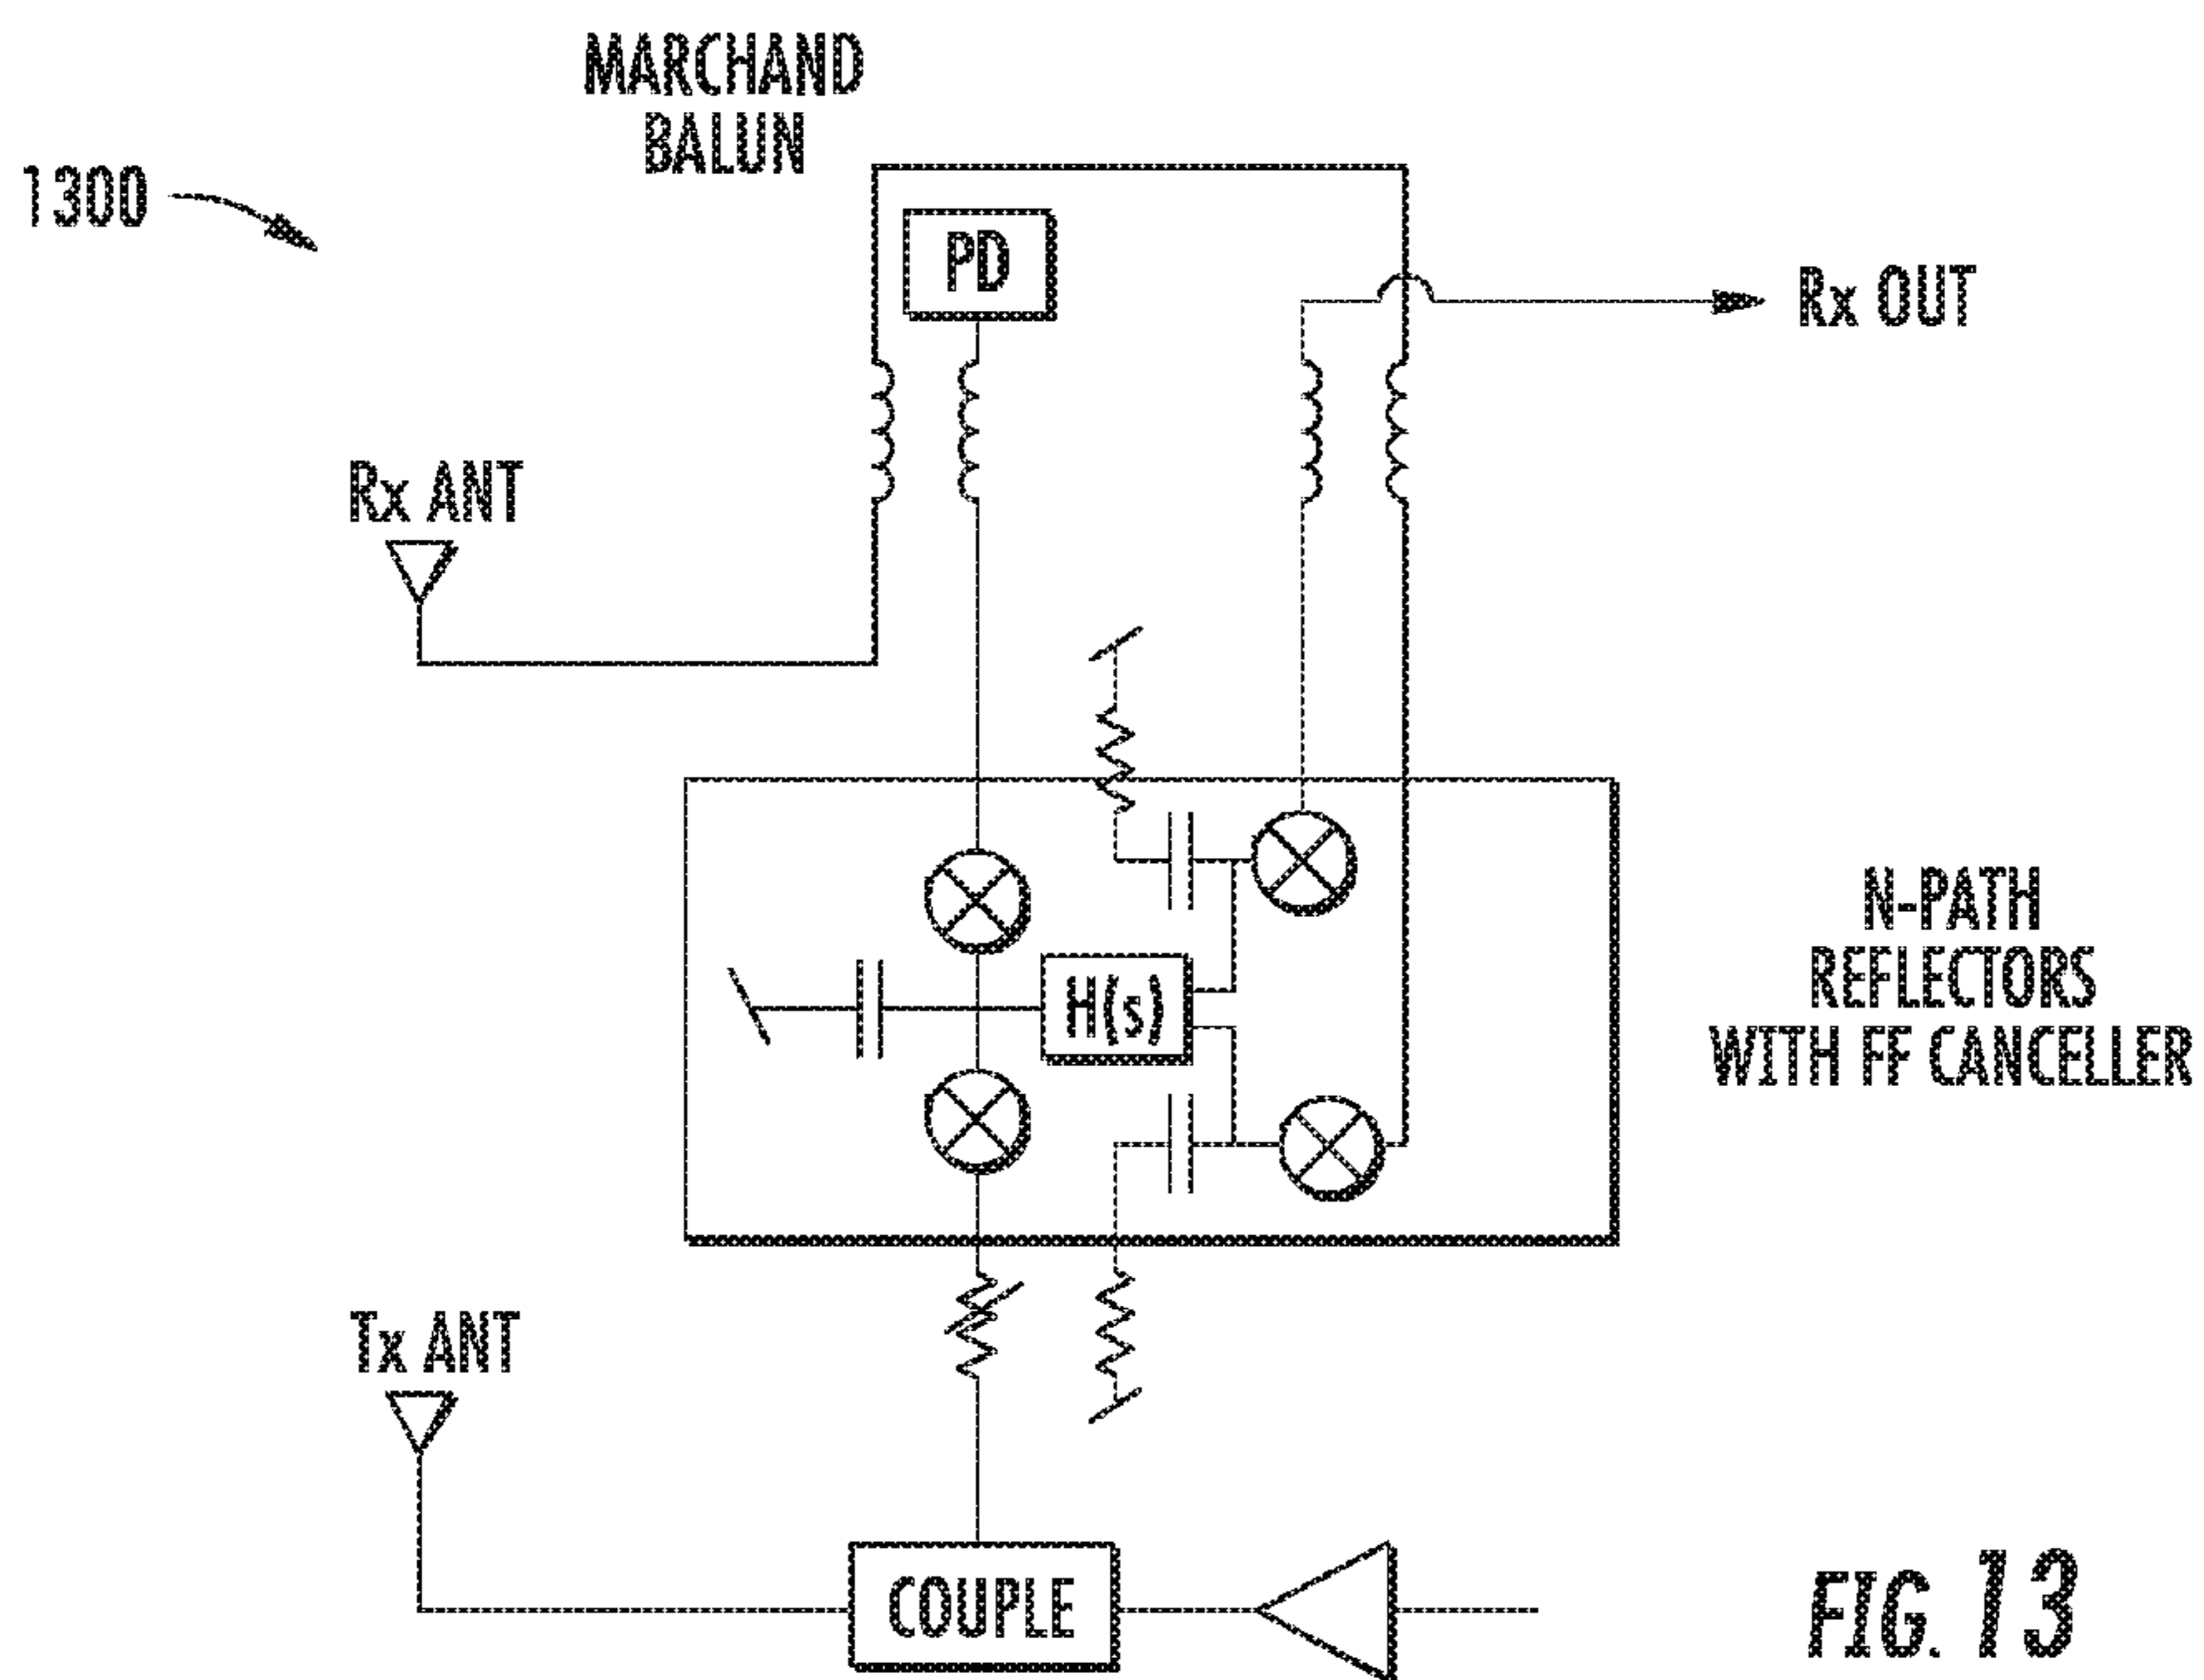 MARCHAND
BALUN
1300
PD
Rx OUT
Rx ANT
H(s)
N-PATH
REFLECTORS
WITH FF CANCELLER
Tx ANT
COUPLE
FIG. 13